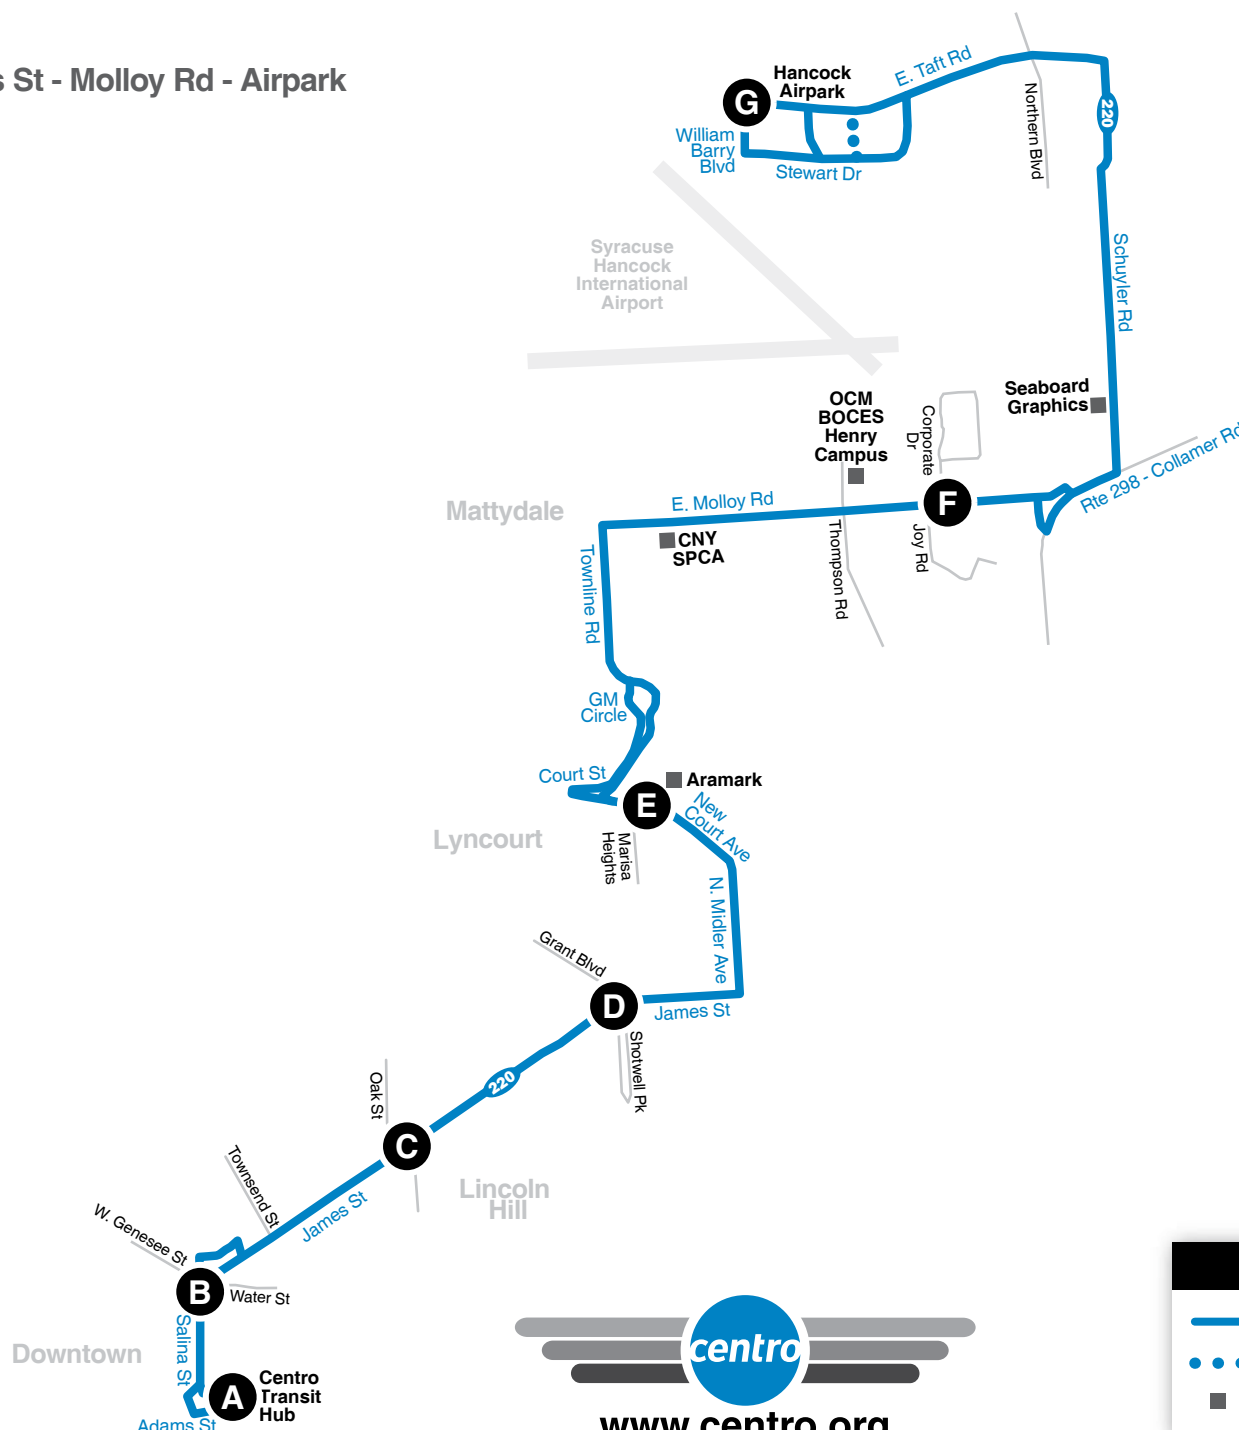 St - Molloy Rd - Airpark
Hancock
Airpark
G
E. Taft Rd
Northern Blvd
220
William
Barry
Blvd
Stewart Dr
Syracuse
Hancock
International
Airport
Schuyler Rd
Seaboard
Graphics
OCM
BOCES
Henry
Campus
Corporate
Dr
Rte 298 - Collamer Rd
Mattydale
E. Molloy Rd
F
CNY
SPCA
Townline Rd
Thompson Rd
Joy Rd
GM
Circle
Court St
Aramark
E
New
Court Ave
Lyncourt
Marisa
Heights
N. Midler Ave
Grant Blvd
D
James St
Shotwell Pk
220
Oak St
C
Townsend St
Lincoln
Hill
James St
W. Genesee St
B
Water St
Salina St
Downtown
A
Centro
Transit
Hub
Adams St
centro
www.centro.org